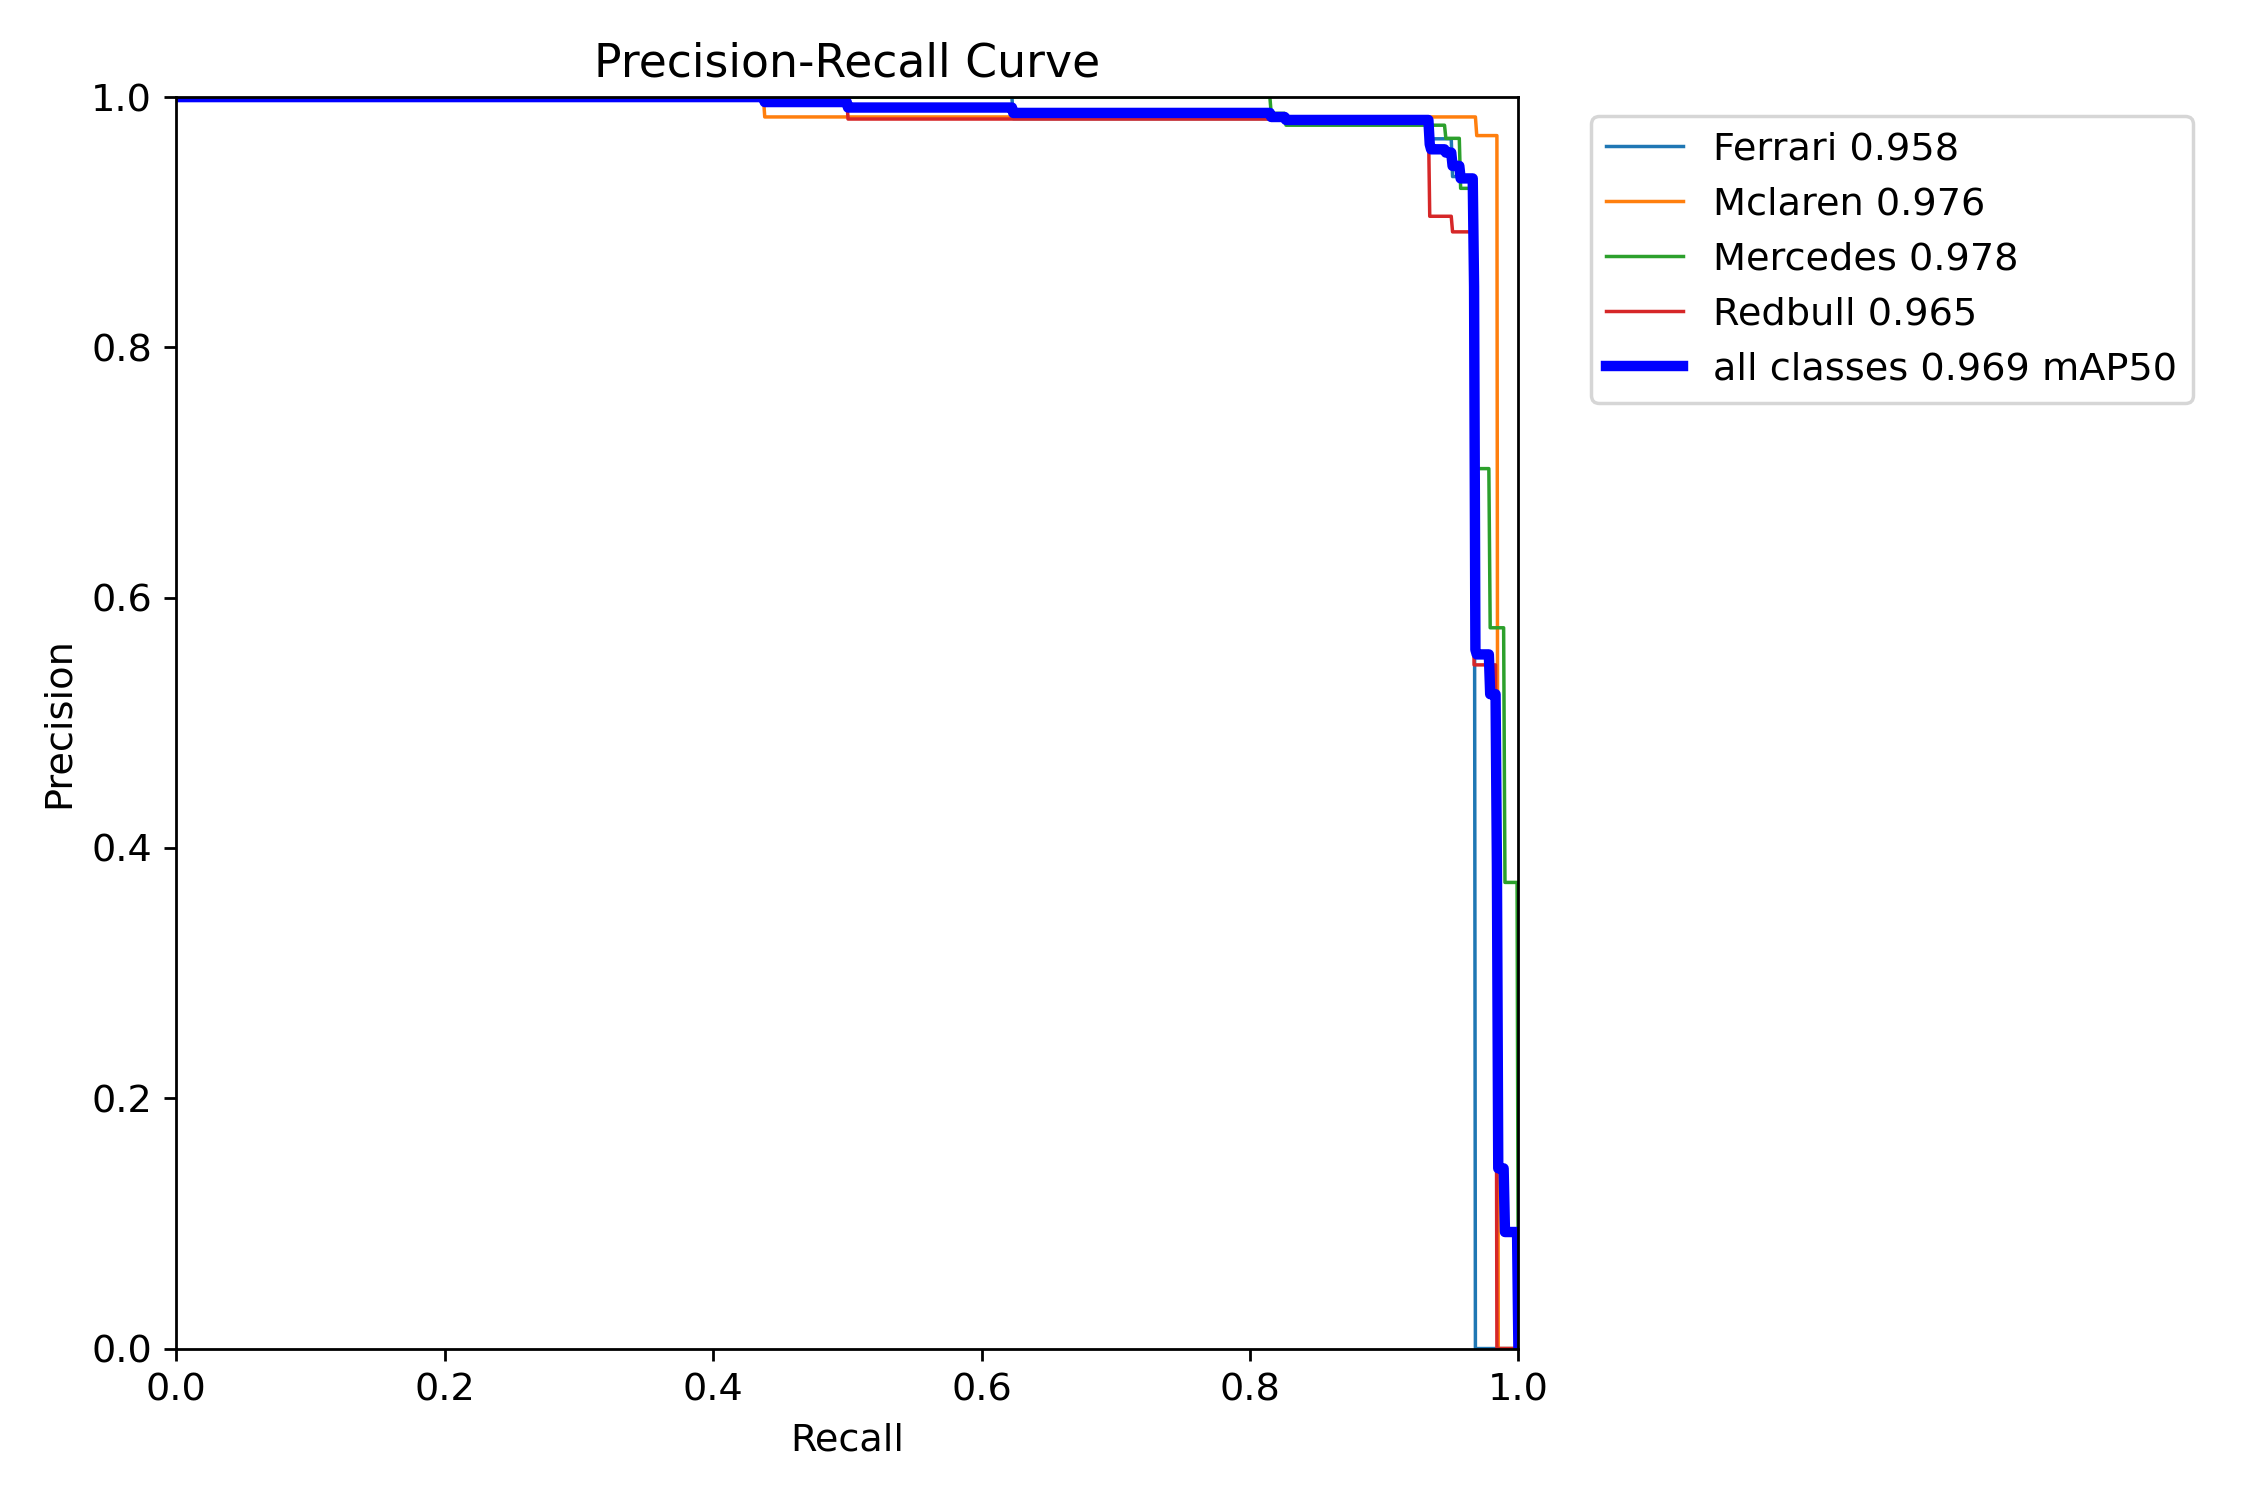 Precision-Recall Curve
1.0
0.8
0.6
0.4
0.2
0.0
Precision
0.0 0.2 0.4 0.6 0.8 1.0
Recall
Ferrari 0.958
Mclaren 0.976
Mercedes 0.978
Redbull 0.965
all classes 0.969 mAP50